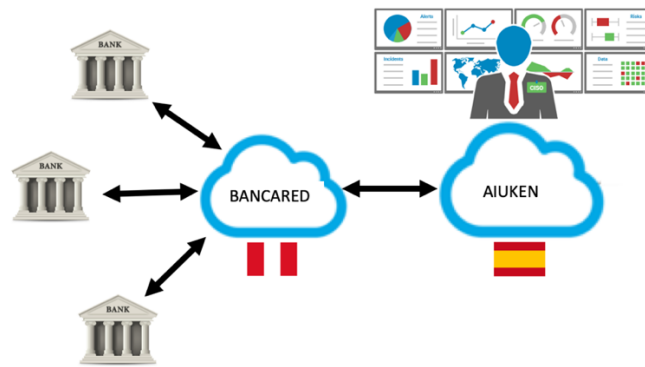 BANK
Alerts
Risks
Incidents
Data
CISO
BANK
BANCARED
AIUKEN
BANK